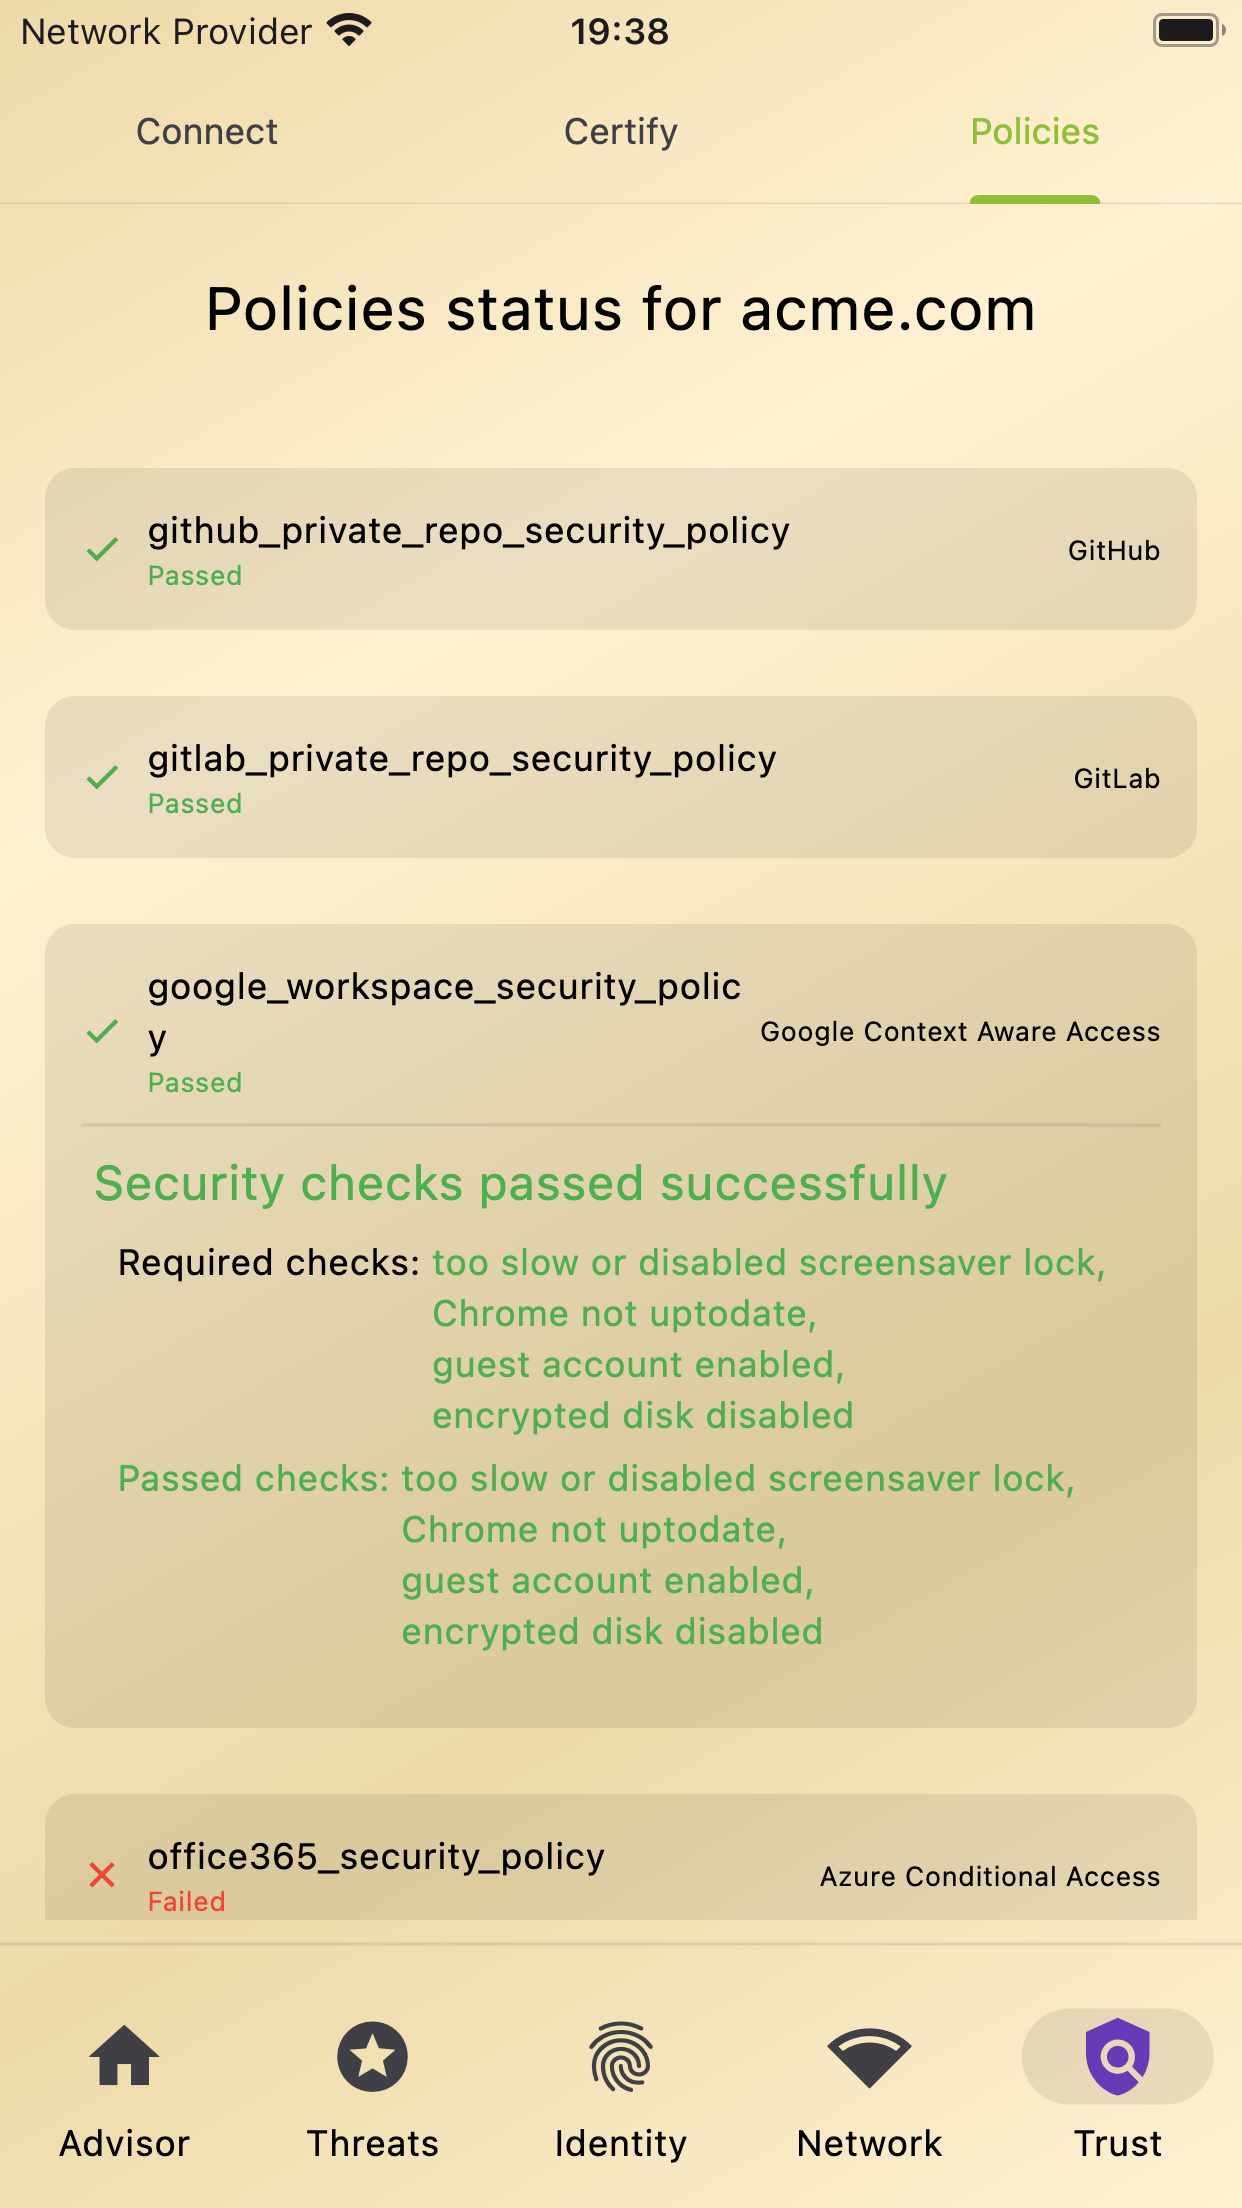 Network Provider 19:38
Connect Certify Policies
Policies status for acme.com
github_private_repo_security_policy
Passed
GitHub
gitlab_private_repo_security_policy
Passed
GitLab
google_workspace_security_polic
y
Passed
Google Context Aware Access
Security checks passed successfully
Required checks: too slow or disabled screensaver lock,
Chrome not uptodate,
guest account enabled,
encrypted disk disabled
Passed checks: too slow or disabled screensaver lock,
Chrome not uptodate,
guest account enabled,
encrypted disk disabled
office365_security_policy
Failed
Azure Conditional Access
Advisor Threats Identity Network Trust